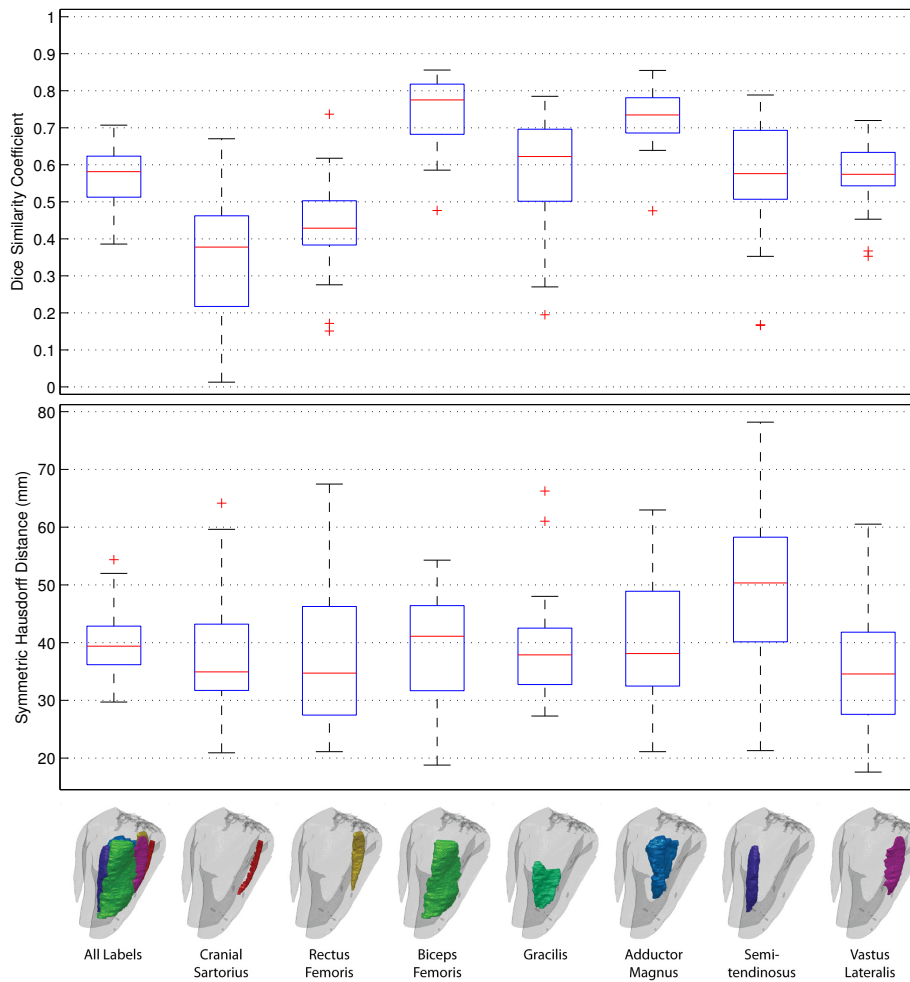 1
0.9
0.8
0.7
0.6
0.5
0.4
0.3
0.2
0.1
0
Dice Similarity Coefficient
80
70
60
50
40
30
20
Symmetric Hausdorff Distance (mm)
All Labels
Cranial
Sartorius
Rectus
Femoris
Biceps
Femoris
Gracilis
Adductor
Magnus
Semi-
tendinosus
Vastus
Lateralis